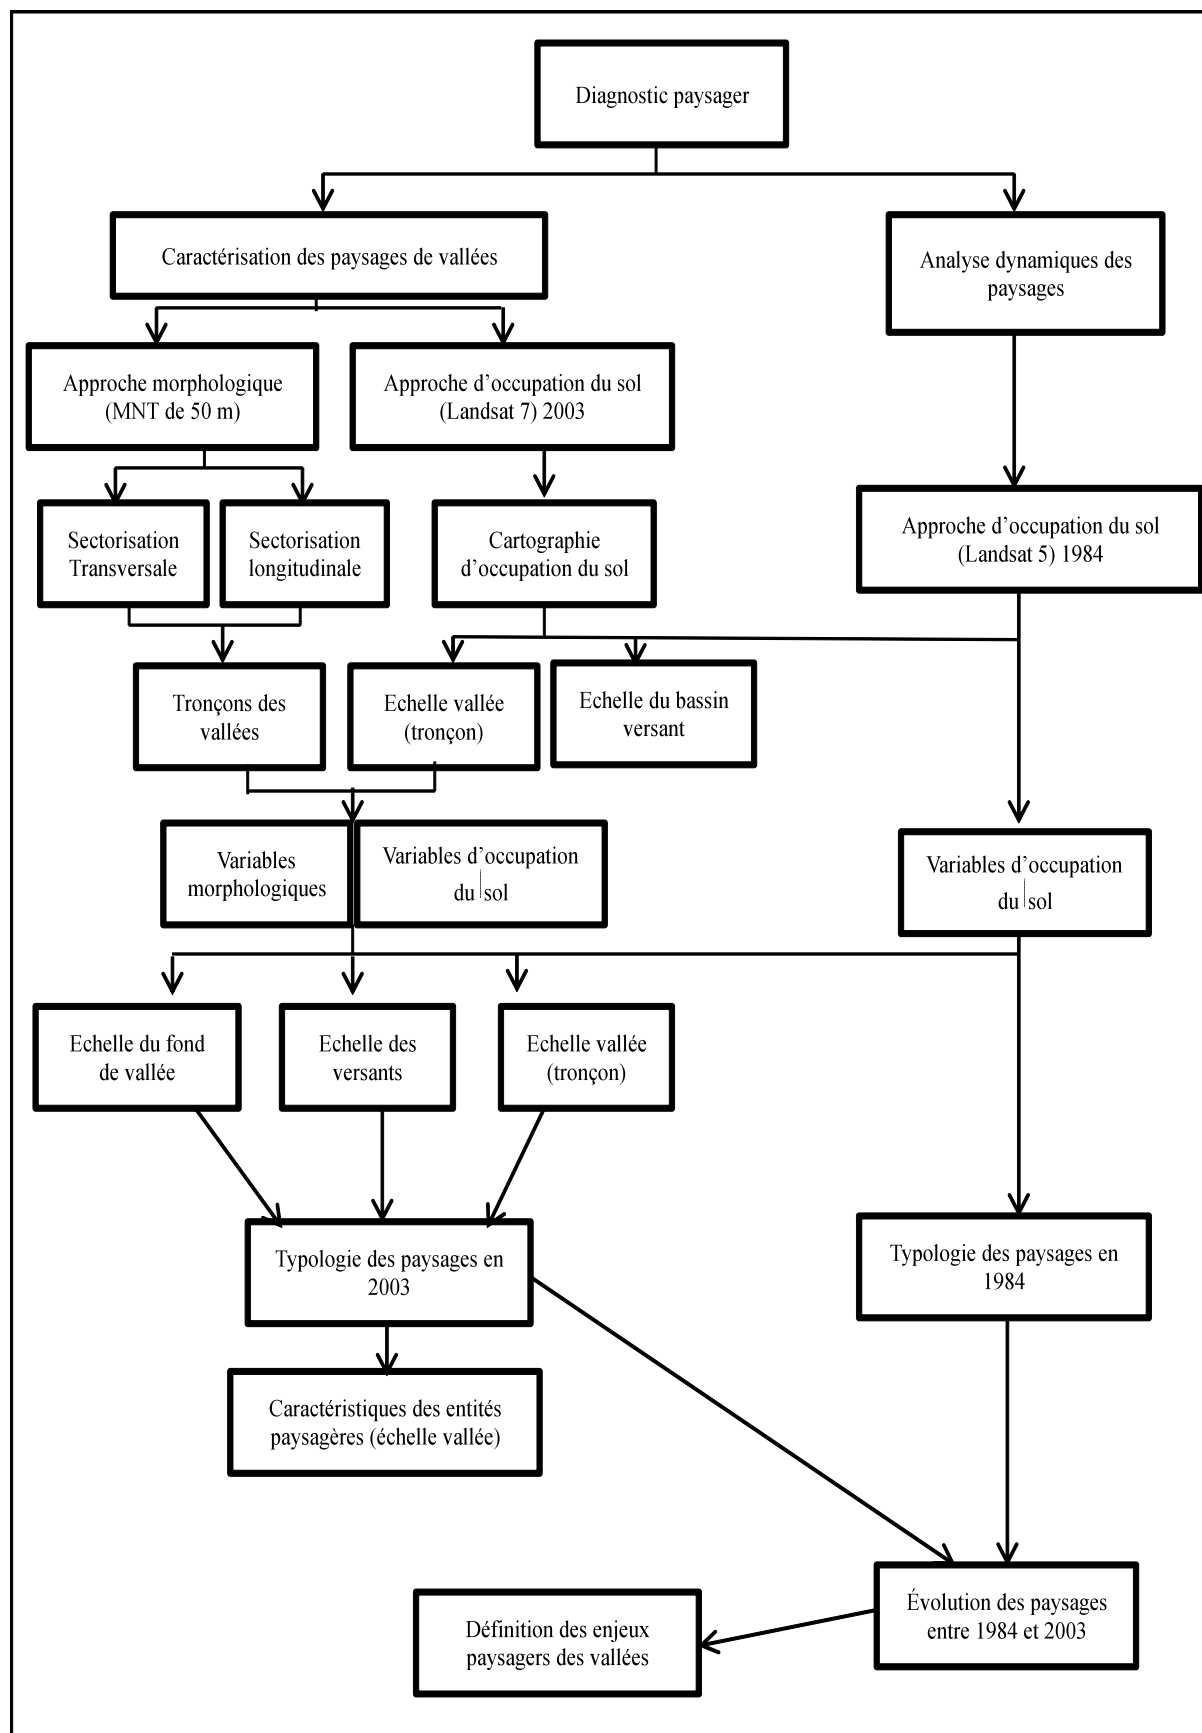 Diagnostic paysager
Caractérisation des paysages de vallées
Analyse dynamiques des
paysages
Approche morphologique
(MNT de 50 m)
Approche d'occupation du sol
(Landsat 7) 2003
Sectorisation
Transversale
Sectorisation
longitudinale
Cartographie
d'occupation du sol
Approche d'occupation du sol
(Landsat 5) 1984
Tronçons des
vallées
Echelle vallée
(tronçon)
Echelle du bassin
versant
Variables
morphologiques
Variables d'occupation
du sol
Variables d'occupation
du sol
Echelle du fond
de vallée
Echelle des
versants
Echelle vallée
(tronçon)
Typologie des paysages en
2003
Typologie des paysages en
1984
Caractéristiques des entités
paysagères (échelle vallée)
Évolution des paysages
entre 1984 et 2003
Définition des enjeux
paysagers des vallées